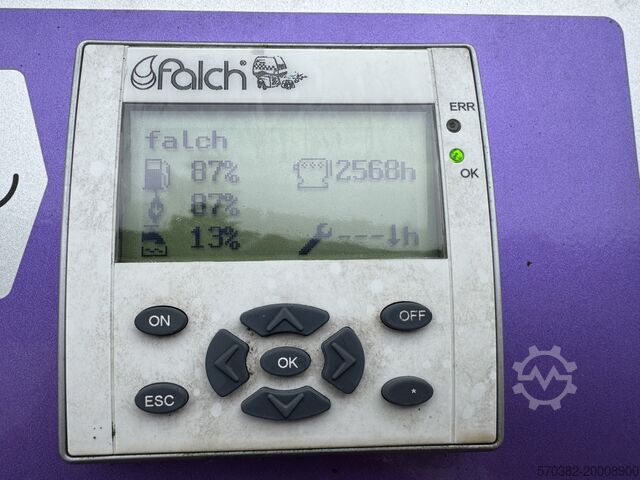 falch®
ERR
OK
falch
87% 2568h
87%
13% ---h
ON
OFF
OK
ESC
*
570382-20008900